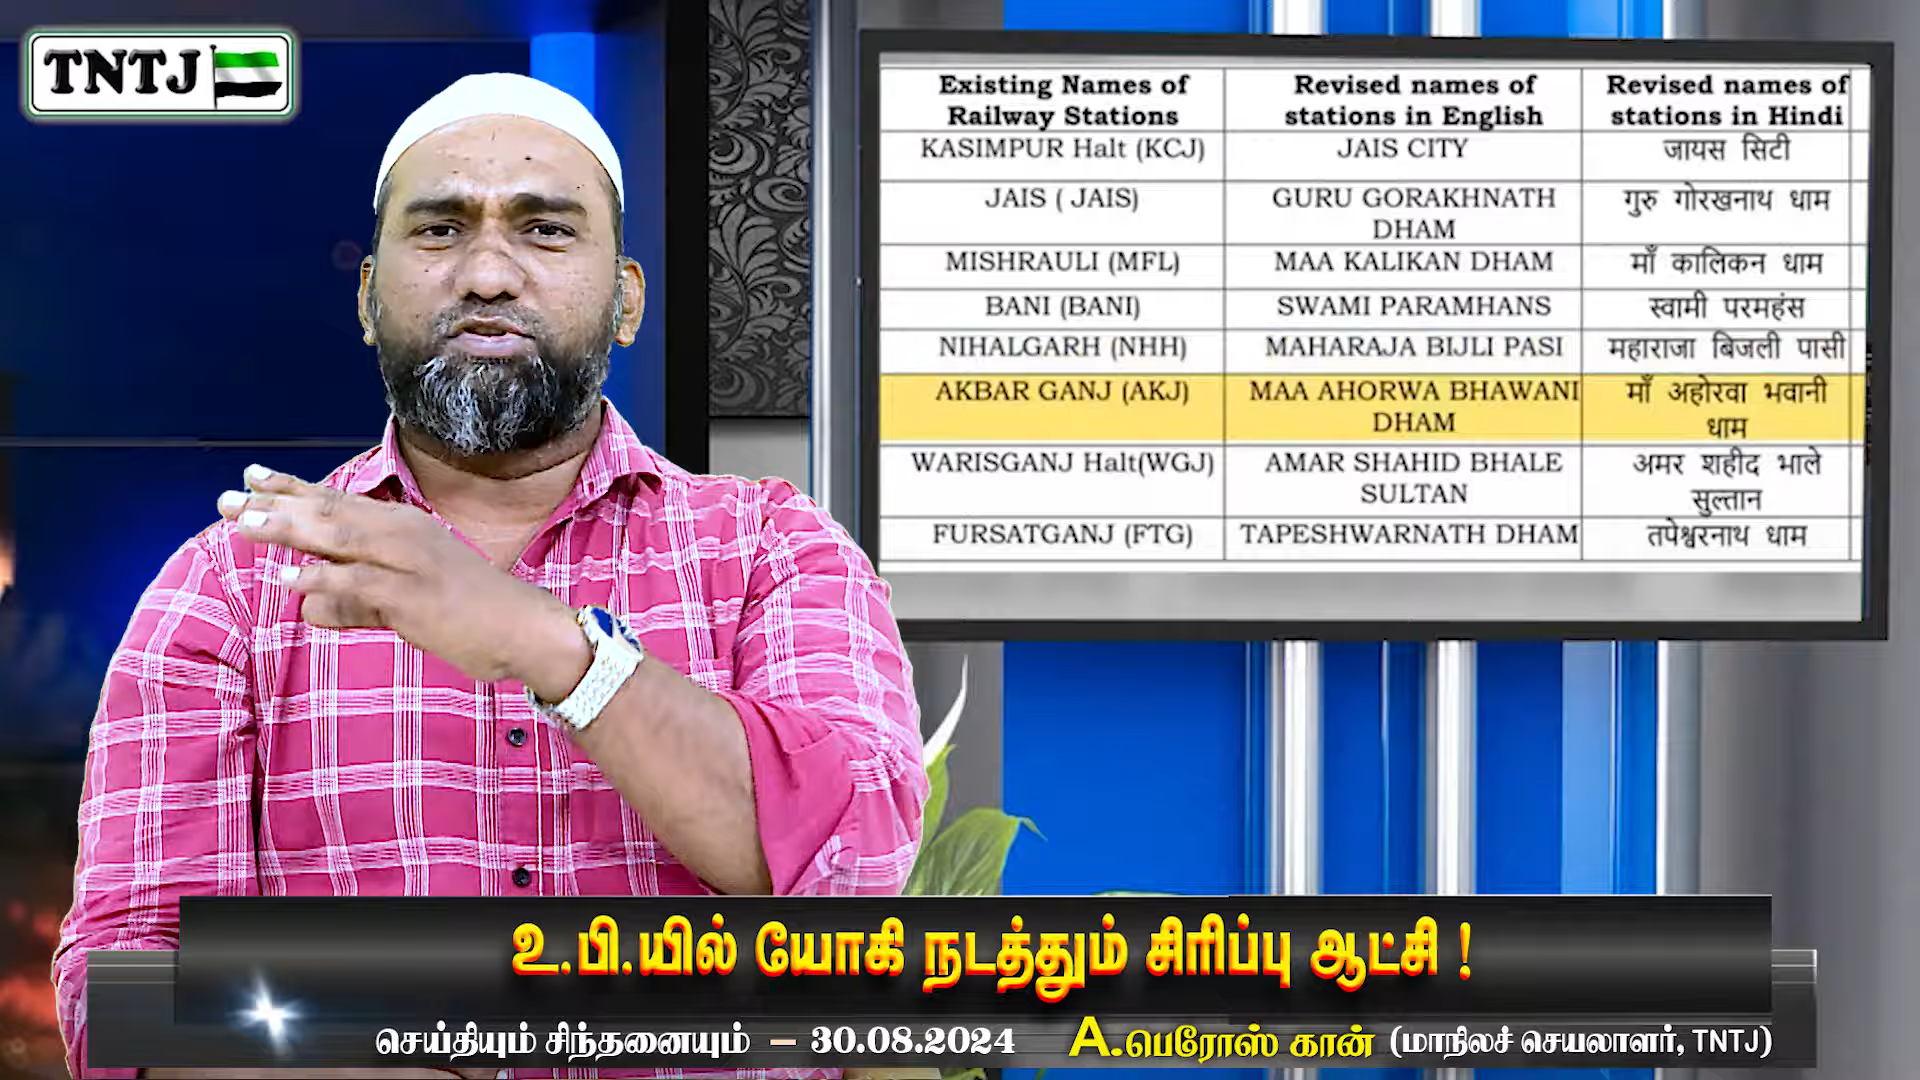 TNTJ
Existing Names of Railway Stations
Revised names of stations in English
Revised names of stations in Hindi
KASIMPUR Halt (KCJ) JAIS CITY जायस सिटी
JAIS ( JAIS) GURU GORAKHNATH DHAM गुरु गोरखनाथ धाम
MISHRAULI (MFL) MAA KALIKAN DHAM माँ कालिकन धाम
BANI (BANI) SWAMI PARAMHANS स्वामी परमहंस
NIHALGARH (NHH) MAHARAJA BIJLI PASI महाराजा बिजली पासी
AKBAR GANJ (AKJ) MAA AHORWA BHAWANI DHAM माँ अहोरवा भवानी धाम
WARISGANJ Halt(WGJ) AMAR SHAHID BHALE SULTAN अमर शहीद भाले सुल्तान
FURSATGANJ (FTG) TAPESHWARNATH DHAM तपेश्वरनाथ धाम
உ.பி.யில் யோகி நடத்தும் சிரிப்பு ஆட்சி !
செய்தியும் சிந்தனையும் – 30.08.2024 A.பெரோஸ் கான் (மாநிலச் செயலாளர், TNTJ)